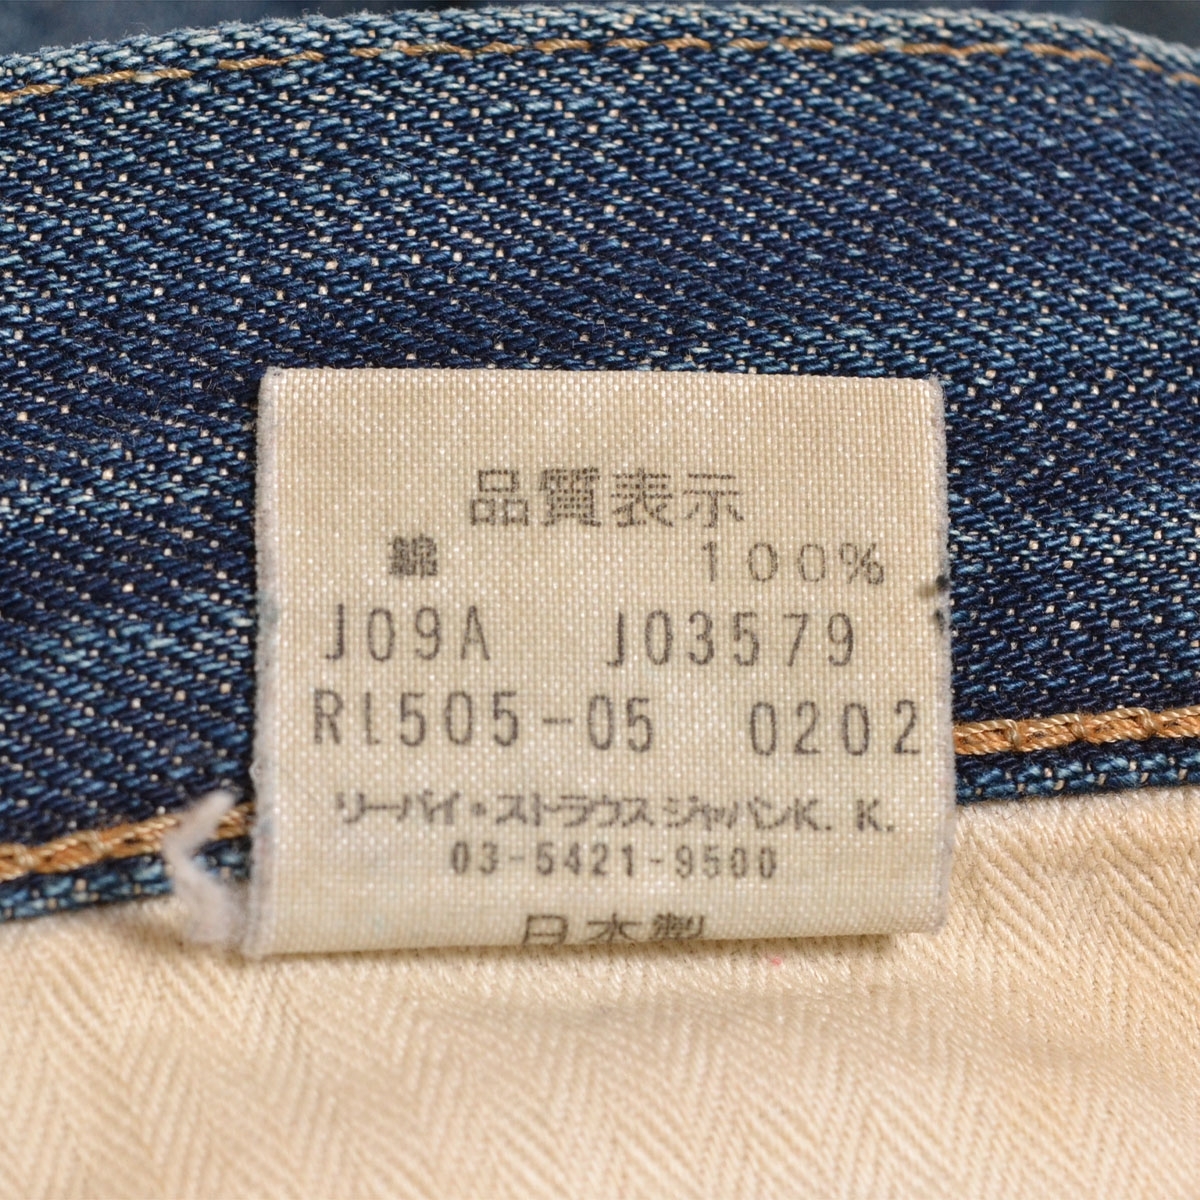 品質表示
綿 100%
J09A J03579
RL505-05 0202
リーバイ・ストラウスジャパンK.K.
03-5421-9500
日本製